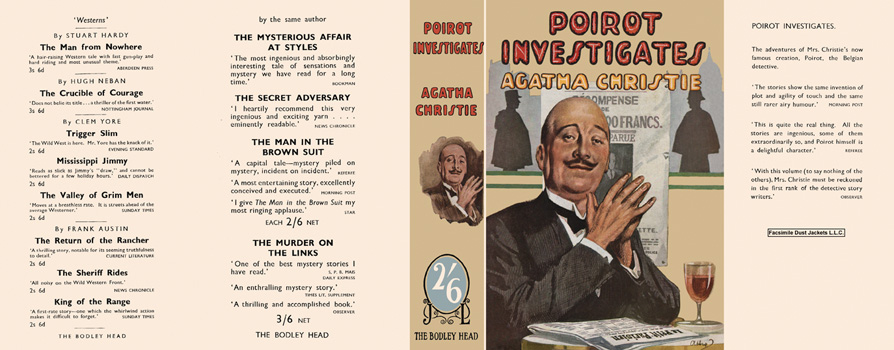 'Westerns'
By STUART HARDY
The Man from Nowhere
'A hair-raising Western tale with fast gun-play and
hard riding and most unusual theme.'
ABERDEEN PRESS
3s 6d
By HUGH NEBAN
The Crucible of Courage
'Does not belie its title . . . a thriller of the first water.'
3s 6d NOTTINGHAM JOURNAL
By CLEM YORE
Trigger Slim
'The Wild West is here. Mr. Yore has the knack of it.'
2s 6d EVENING STANDARD
Mississippi Jimmy
'Reads as slick as Jimmy's "draw," and cannot be
bettered for a few holiday hours.' DAILY DISPATCH
2s 6d
The Valley of Grim Men
'Moves at a breathless rate. It is streets ahead of the
average Westerner.' SUNDAY TIMES
2s 6d
By FRANK AUSTIN
The Return of the Rancher
'A thrilling story, notable for its seeming truthfulness
to detail.' CURRENT LITERATURE
2s 6d
The Sheriff Rides
'All noisy on the Wild Western Front.'
2s 6d NEWS CHRONICLE
King of the Range
'A first-rate story—one which the whirlwind action
makes it difficult to forget.' SUNDAY TIMES
2s 6d
THE BODLEY HEAD
by the same author
THE MYSTERIOUS AFFAIR
AT STYLES
'The most ingenious and absorbingly
interesting tale of sensations and
mystery we have read for a long
time.' BOOKMAN
THE SECRET ADVERSARY
'I heartily recommend this very
ingenious and exciting yarn . . . .
eminently readable.' NEWS CHRONICLE
THE MAN IN THE
BROWN SUIT
'A capital tale—mystery piled on
mystery, incident on incident.' REFEREE
'A most entertaining story, excellently
conceived and executed.' MORNING POST
'I give The Man in the Brown Suit my
most ringing applause.' STAR
EACH 2/6 NET
THE MURDER ON
THE LINKS
'One of the best mystery stories I
have read.' S. P. B. MAIS
DAILY EXPRESS
'An enthralling mystery story.'
TIMES LIT. SUPPLEMENT
'A thrilling and accomplished book.'
OBSERVER
3/6 NET
THE BODLEY HEAD
POIROT
INVESTIGATES
AGATHA
CHRISTIE
2/6
THE BODLEY HEAD
POIROT
INVESTIGATES
AGATHA CHRISTIE
COMPENSE
00 FRANCS.
PARUE
ETTE
Le Petit Parisien
POIROT INVESTIGATES.
The adventures of Mrs. Christie's now
famous creation, Poirot, the Belgian
detective.
'The stories show the same invention of
plot and agility of touch and the same
still rarer airy humour.' MORNING POST
'This is quite the real thing. All the
stories are ingenious, some of them
extraordinarily so, and Poirot himself is
a delightful character.' REFEREE
'With this volume (to say nothing of the
others), Mrs. Christie must be reckoned
in the first rank of the detective story
writers.' OBSERVER
Facsimile Dust Jackets L.L.C.